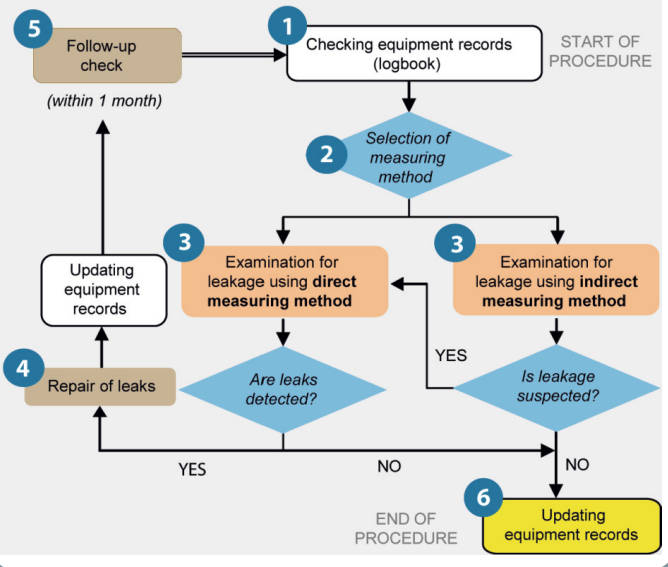 5
Follow-up
check
(within 1 month)
1
Checking equipment records
(logbook)
START OF
PROCEDURE
2
Selection of
measuring
method
3
Examination for
leakage using direct
measuring method
3
Examination for
leakage using indirect
measuring method
Updating
equipment
records
YES
4
Repair of leaks
Are leaks
detected?
Is leakage
suspected?
YES
NO
NO
6
Updating
equipment records
END OF
PROCEDURE